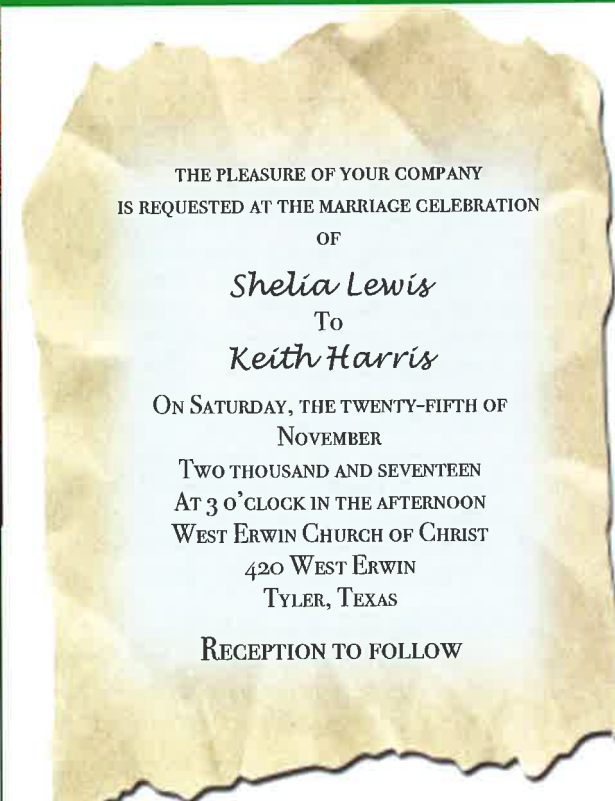 THE PLEASURE OF YOUR COMPANY
IS REQUESTED AT THE MARRIAGE CELEBRATION
OF
Shelia Lewis
To
Keith Harris
ON SATURDAY, THE TWENTY-FIFTH OF
NOVEMBER
TWO THOUSAND AND SEVENTEEN
AT 3 O'CLOCK IN THE AFTERNOON
WEST ERWIN CHURCH OF CHRIST
420 WEST ERWIN
TYLER, TEXAS
RECEPTION TO FOLLOW